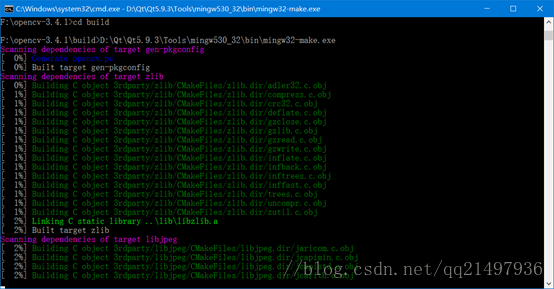 C:\Windows\system32\cmd.exe - D:\Qt\Qt5.9.3\Tools\mingw530_32\bin\mingw32-make.exe
F:\opencv-3.4.1>cd build
F:\opencv-3.4.1\build>D:\Qt\Qt5.9.3\Tools\mingw530_32\bin\mingw32-make.exe
Scanning dependencies of target gen-pkgconfig
[  0%] Generate opencv.pc
[  0%] Built target gen-pkgconfig
Scanning dependencies of target zlib
[  0%] Building C object 3rdparty/zlib/CMakeFiles/zlib.dir/adler32.c.obj
[  1%] Building C object 3rdparty/zlib/CMakeFiles/zlib.dir/compress.c.obj
[  1%] Building C object 3rdparty/zlib/CMakeFiles/zlib.dir/crc32.c.obj
[  1%] Building C object 3rdparty/zlib/CMakeFiles/zlib.dir/deflate.c.obj
[  1%] Building C object 3rdparty/zlib/CMakeFiles/zlib.dir/gzclose.c.obj
[  1%] Building C object 3rdparty/zlib/CMakeFiles/zlib.dir/gzlib.c.obj
[  1%] Building C object 3rdparty/zlib/CMakeFiles/zlib.dir/gzread.c.obj
[  1%] Building C object 3rdparty/zlib/CMakeFiles/zlib.dir/gzwrite.c.obj
[  1%] Building C object 3rdparty/zlib/CMakeFiles/zlib.dir/inflate.c.obj
[  1%] Building C object 3rdparty/zlib/CMakeFiles/zlib.dir/infback.c.obj
[  1%] Building C object 3rdparty/zlib/CMakeFiles/zlib.dir/inftrees.c.obj
[  1%] Building C object 3rdparty/zlib/CMakeFiles/zlib.dir/inffast.c.obj
[  1%] Building C object 3rdparty/zlib/CMakeFiles/zlib.dir/trees.c.obj
[  1%] Building C object 3rdparty/zlib/CMakeFiles/zlib.dir/uncompr.c.obj
[  2%] Building C object 3rdparty/zlib/CMakeFiles/zlib.dir/zutil.c.obj
[  2%] Linking C static library ..\lib\libzlib.a
[  2%] Built target zlib
Scanning dependencies of target libjpeg
[  2%] Building C object 3rdparty/libjpeg/CMakeFiles/libjpeg.dir/jaricom.c.obj
[  2%] Building C object 3rdparty/libjpeg/CMakeFiles/libjpeg.dir/jcapimin.c.obj
[  2%] Building C object 3rdparty/libjpeg/CMakeFiles/libjpeg.dir/
[  2%] Building C object 3rdparty/libjpeg/CMakeFiles/libjpeg.dir/
https://blog.csdn.net/qq21497936